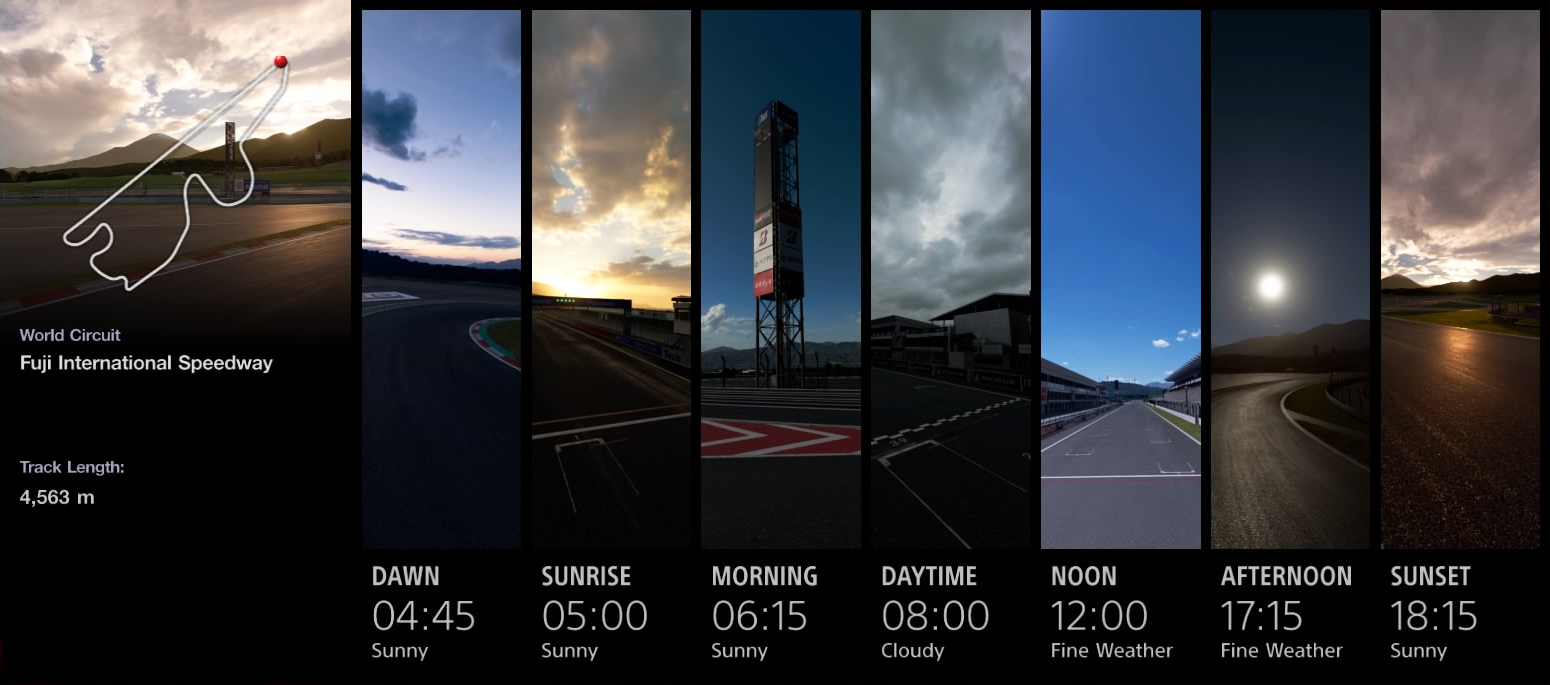 World Circuit
Fuji International Speedway
Track Length:
4,563 m
Tech
39
DAWN
04:45
Sunny
SUNRISE
05:00
Sunny
MORNING
06:15
Sunny
DAYTIME
08:00
Cloudy
NOON
12:00
Fine Weather
AFTERNOON
17:15
Fine Weather
SUNSET
18:15
Sunny